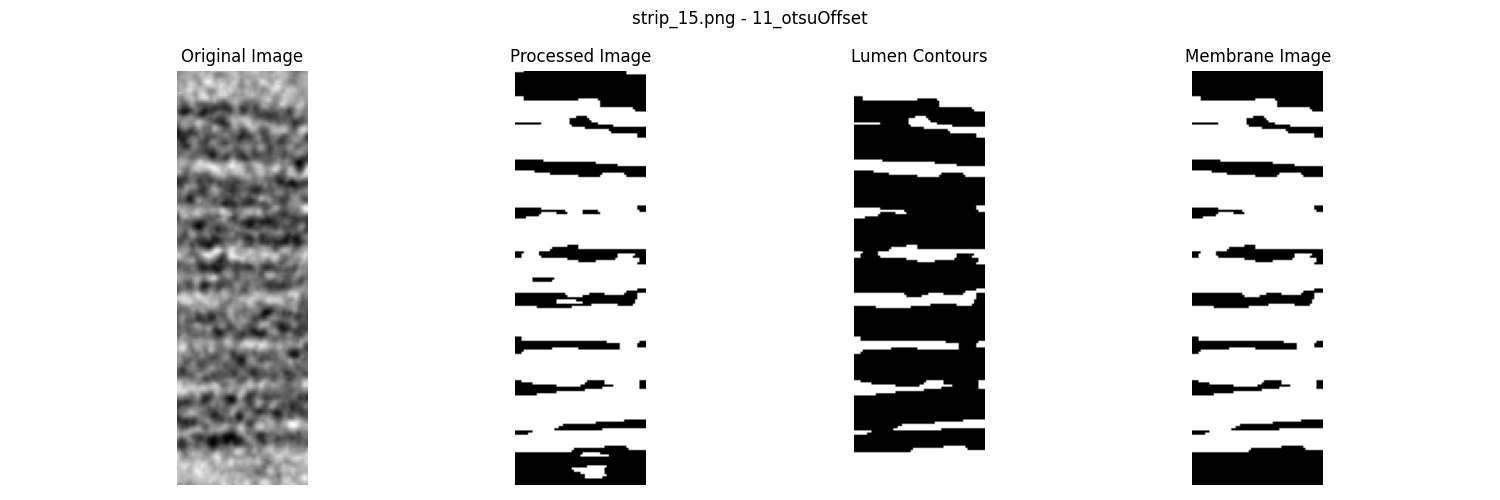 strip_15.png - 11_otsuOffset
Original Image
Processed Image
Lumen Contours
Membrane Image